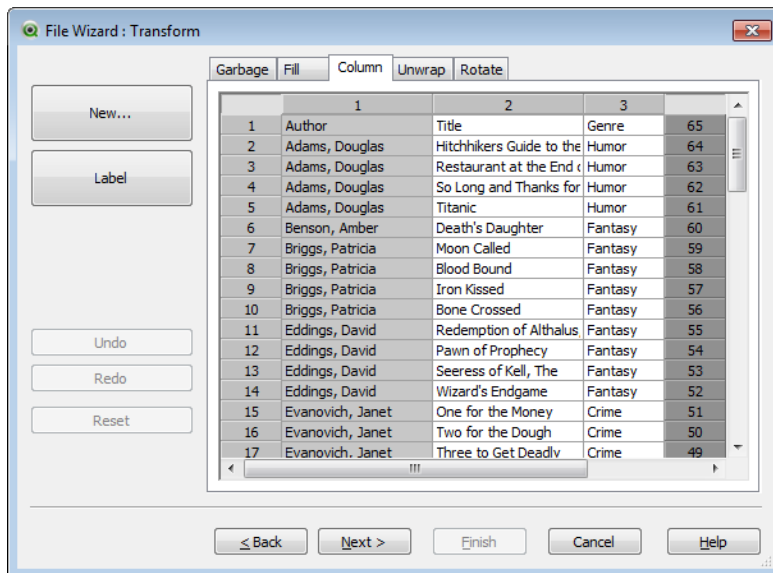 File Wizard : Transform
Garbage Fill Column Unwrap Rotate
New...
Label
Undo
Redo
Reset
1 2 3
1 Author Title Genre 65
2 Adams, Douglas Hitchhikers Guide to the Humor 64
3 Adams, Douglas Restaurant at the End Humor 63
4 Adams, Douglas So Long and Thanks for Humor 62
5 Adams, Douglas Titanic Humor 61
6 Benson, Amber Death's Daughter Fantasy 60
7 Briggs, Patricia Moon Called Fantasy 59
8 Briggs, Patricia Blood Bound Fantasy 58
9 Briggs, Patricia Iron Kissed Fantasy 57
10 Briggs, Patricia Bone Crossed Fantasy 56
11 Eddings, David Redemption of Althalus, Fantasy 55
12 Eddings, David Pawn of Prophecy Fantasy 54
13 Eddings, David Seeress of Kell, The Fantasy 53
14 Eddings, David Wizard's Endgame Fantasy 52
15 Evanovich, Janet One for the Money Crime 51
16 Evanovich, Janet Two for the Dough Crime 50
17 Evanovich, Janet Three to Get Deadly Crime 49
< Back Next > Finish Cancel Help